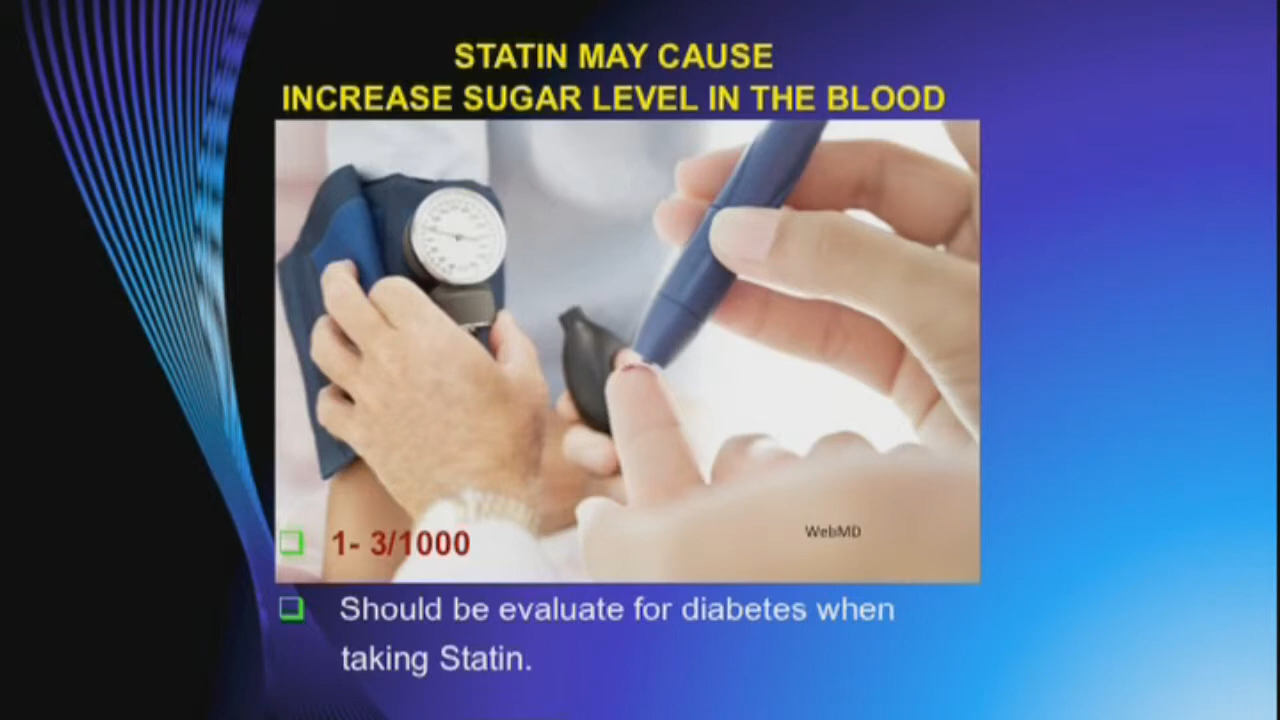 STATIN MAY CAUSE
INCREASE SUGAR LEVEL IN THE BLOOD
WebMD
1- 3/1000
Should be evaluate for diabetes when
taking Statin.